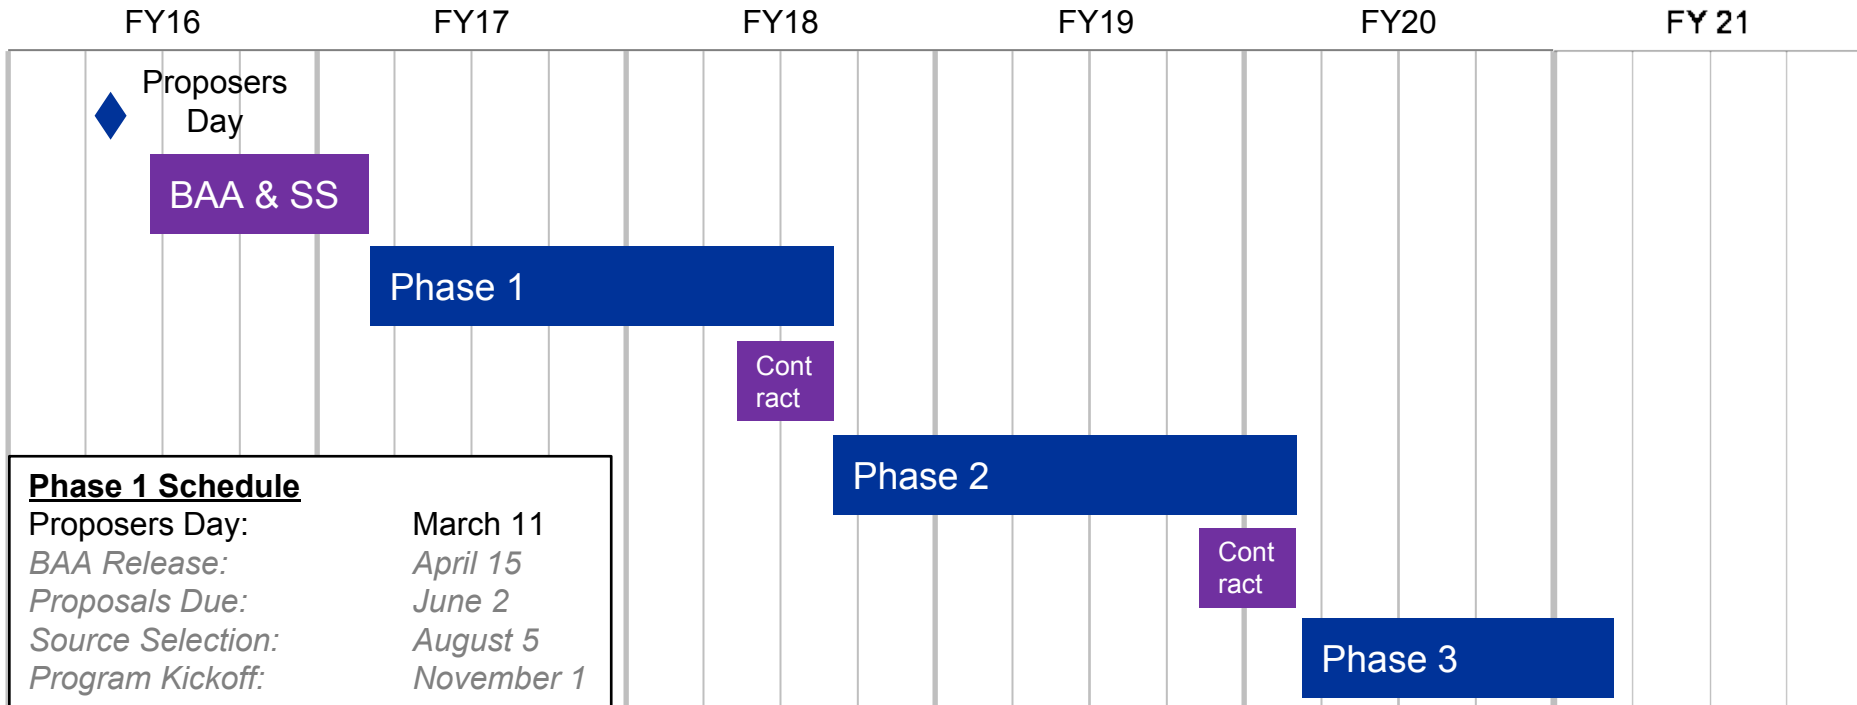 FY16 FY17 FY18 FY19 FY20 FY 21
Proposers
Day
BAA & SS
Phase 1
Cont
ract
Phase 2
Cont
ract
Phase 3
Phase 1 Schedule
Proposers Day: March 11
BAA Release: April 15
Proposals Due: June 2
Source Selection: August 5
Program Kickoff: November 1